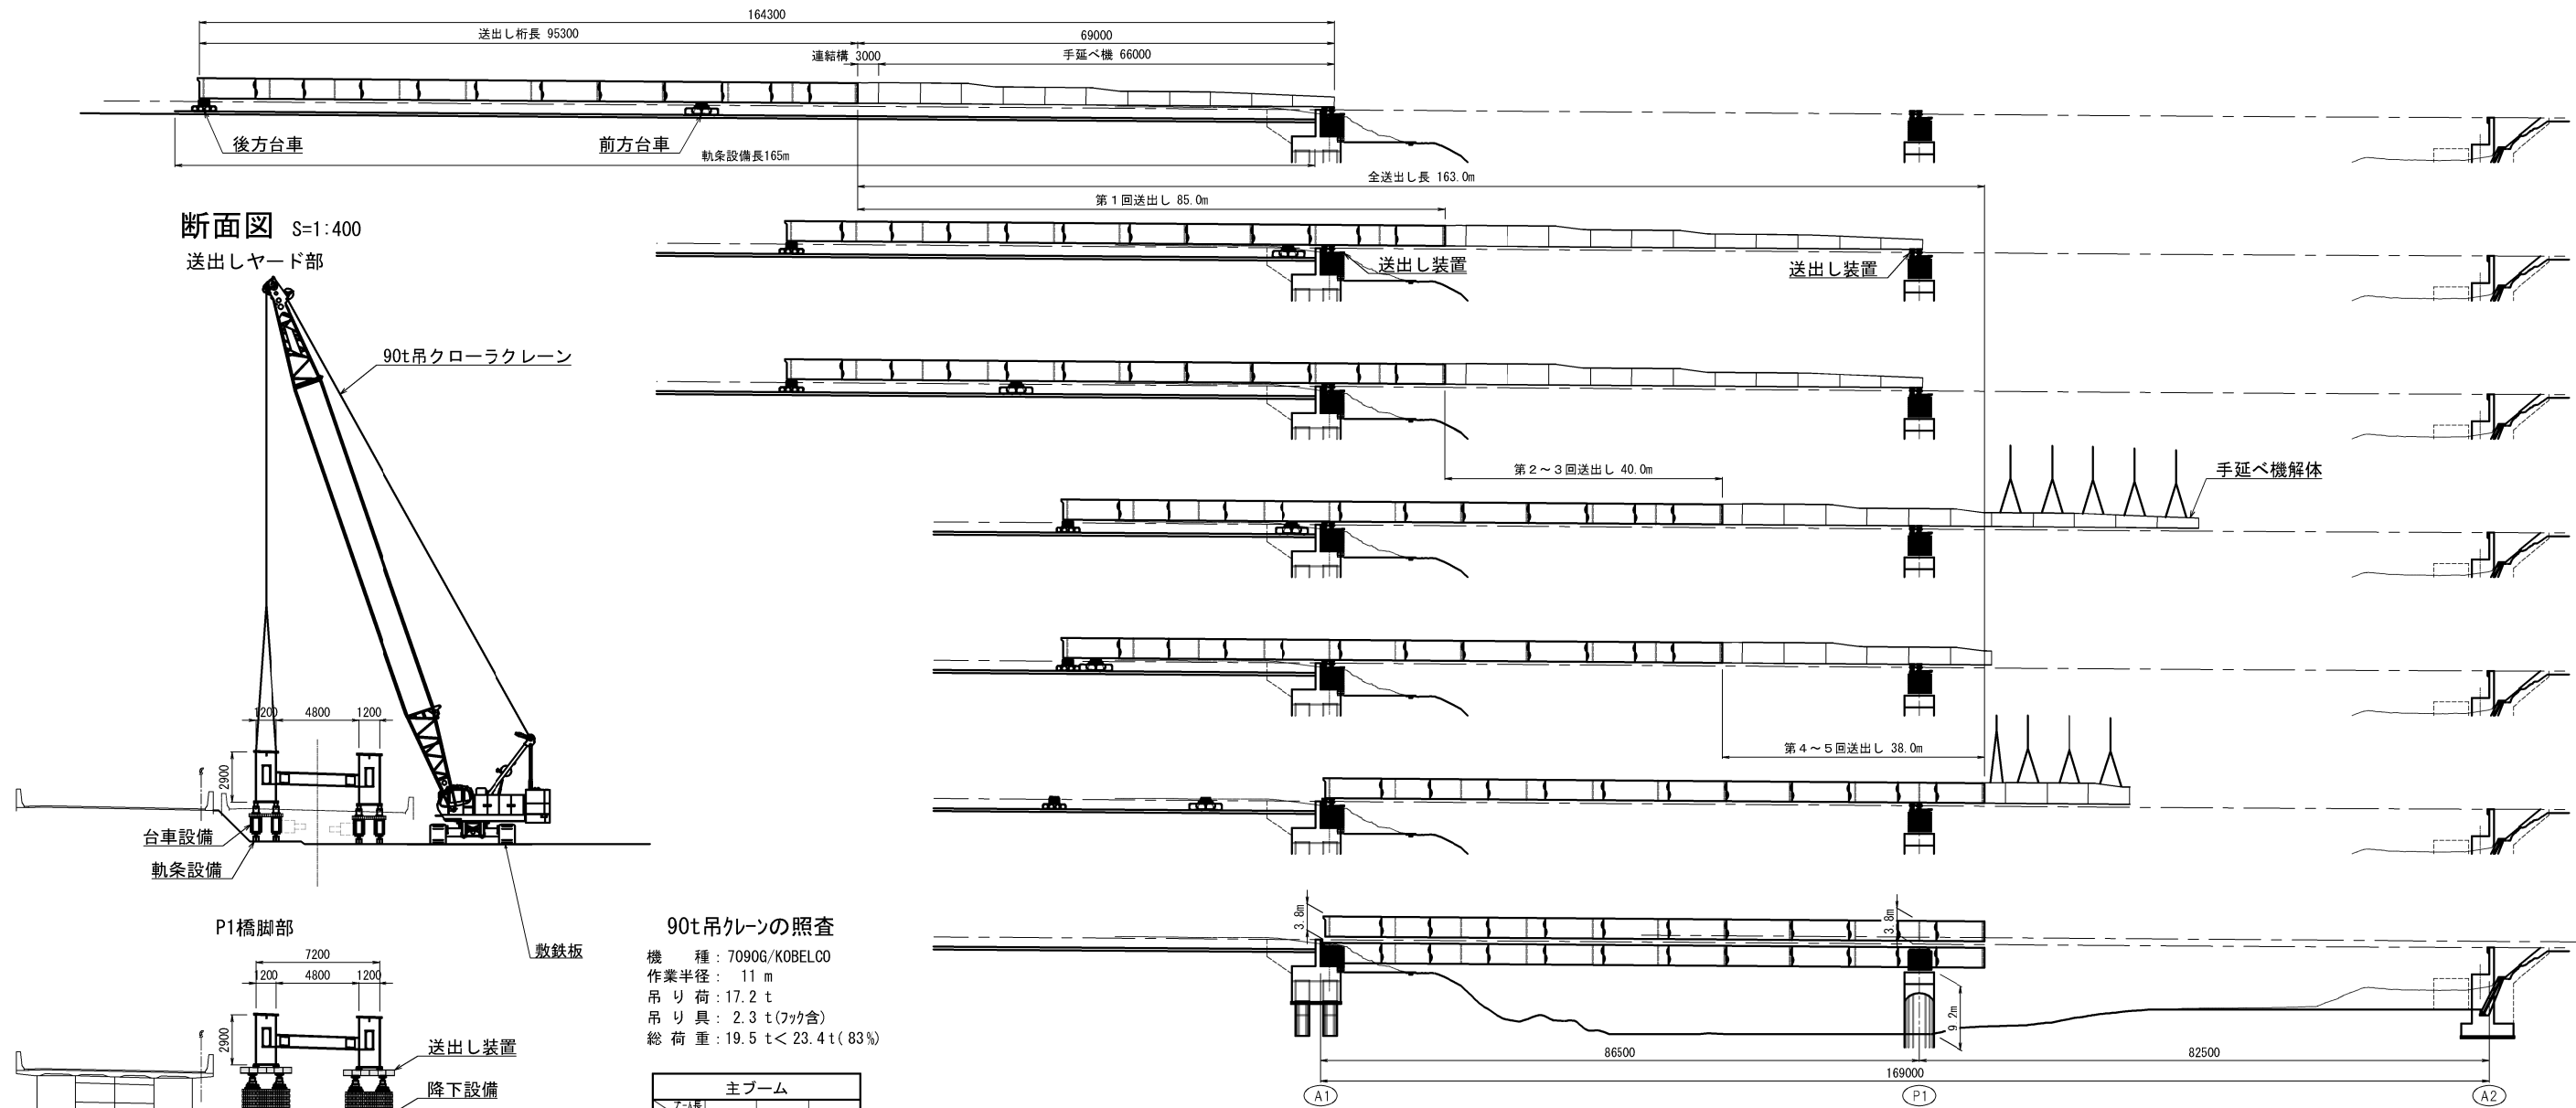 164300
送出し桁長 95300
69000
連結構 3000
手延べ機 66000
後方台車
前方台車
軌条設備長165m
全送出し長 163.0m
第1回送出し 85.0m
断面図 S=1:400
送出しヤード部
送出し装置
送出し装置
90t吊クローラクレーン
第2~3回送出し 40.0m
手延べ機解体
1200
4800
1200
2900
第4~5回送出し 38.0m
台車設備
軌条設備
敷鉄板
P1橋脚部
7200
1200
4800
1200
2900
送出し装置
降下設備
90t吊クレーンの照査
機 種:7090G/KOBELCO
作業半径: 11 m
吊 り 荷:17.2 t
吊 り 具: 2.3 t(フック含)
総 荷 重:19.5 t<23.4t( 83%)
主ブーム
ブーム長
3.8m
3.8m
9.2m
86500
82500
169000
A1
P1
A2